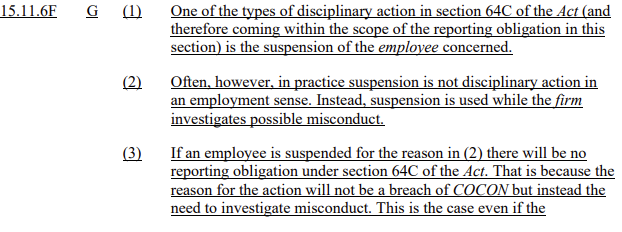 15.11.6F G (1) One of the types of disciplinary action in section 64C of the Act (and
therefore coming within the scope of the reporting obligation in this
section) is the suspension of the employee concerned.
(2) Often, however, in practice suspension is not disciplinary action in
an employment sense. Instead, suspension is used while the firm
investigates possible misconduct.
(3) If an employee is suspended for the reason in (2) there will be no
reporting obligation under section 64C of the Act. That is because the
reason for the action will not be a breach of COCON but instead the
need to investigate misconduct. This is the case even if the